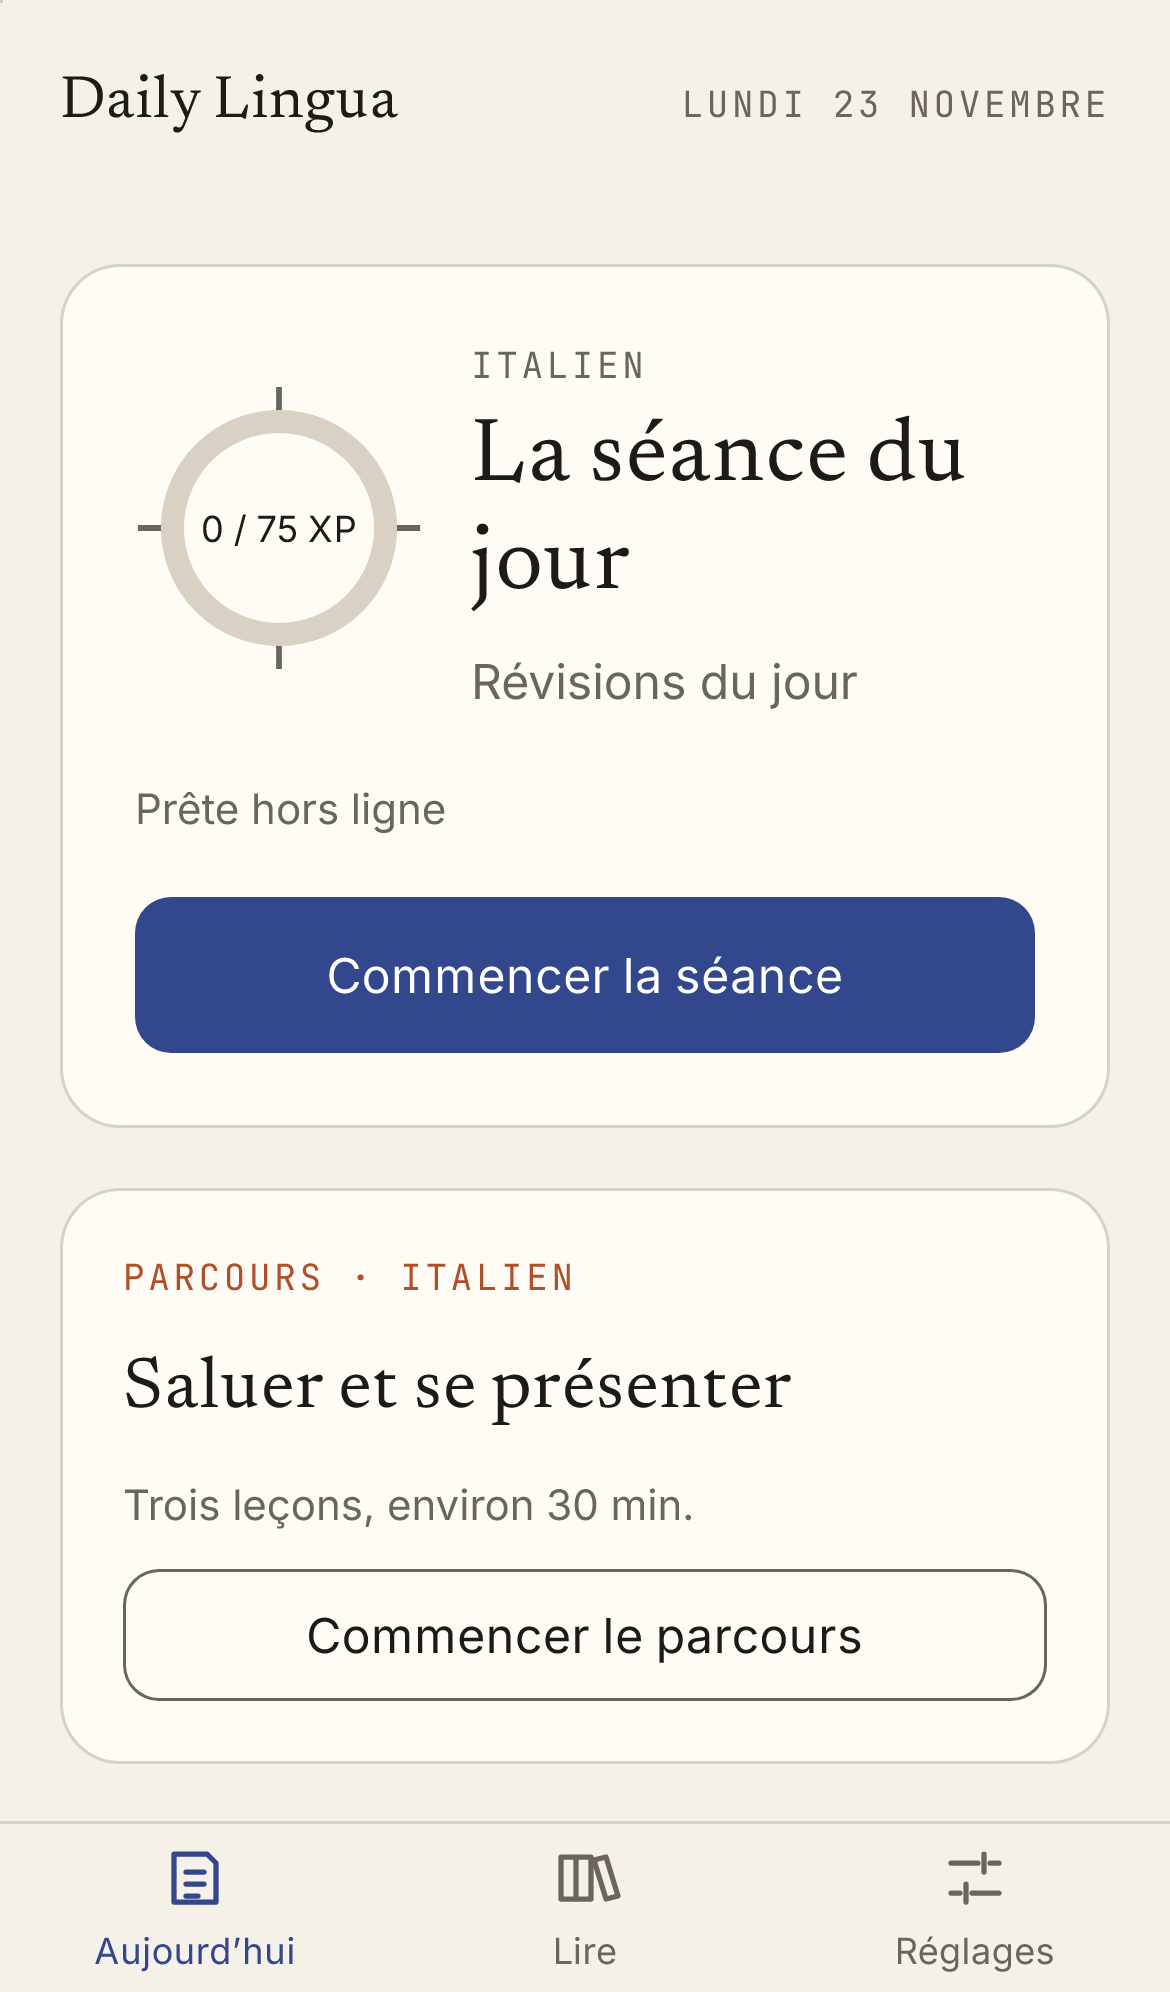 Daily Lingua
LUNDI 23 NOVEMBRE
ITALIEN
La séance du
jour
0 / 75 XP
Révisions du jour
Prête hors ligne
Commencer la séance
PARCOURS · ITALIEN
Saluer et se présenter
Trois leçons, environ 30 min.
Commencer le parcours
Aujourd’hui
Lire
Réglages